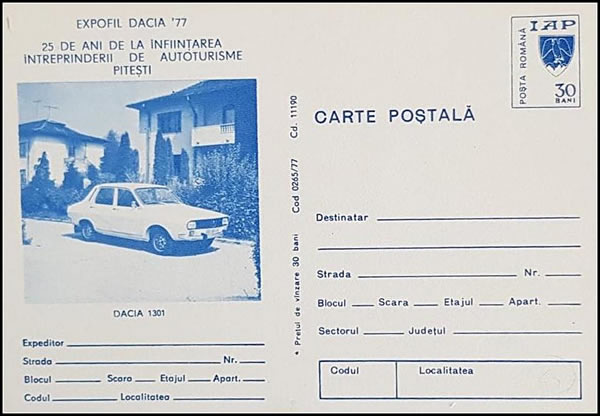 EXPOFIL DACIA '77
25 DE ANI DE LA ÎNFIINȚAREA
ÎNTREPRINDERII DE AUTOTURISME
PITEȘTI
DACIA 1301
Expeditor
Strada Nr.
Blocul Scara Etajul Apart.
Codul Localitatea
* Prețul de vînzare 30 bani Cod 0265/77 Cd. 11190
POȘTA ROMÂNĂ
IAP
30
BANI
CARTE POȘTALĂ
Destinatar
Strada Nr.
Blocul Scara Etajul Apart.
Sectorul Județul
Codul Localitatea